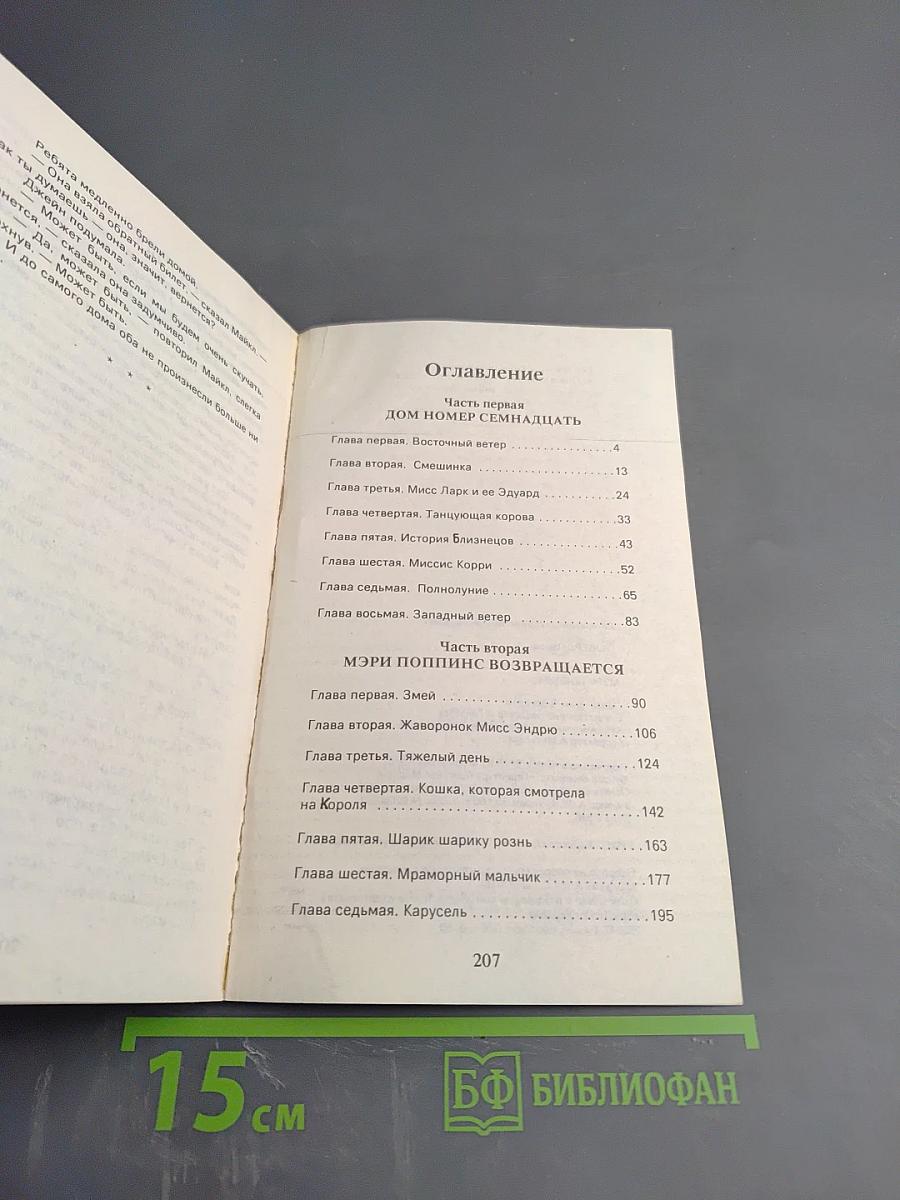 Ребята медленно брели домой.
— Она взяла обратный билет, — сказал Майкл. —
ак ты думаешь — она, значит, вернется?
Джейн подумала.
— Может быть, если мы будем очень скучать,
нется, — сказала она задумчиво.
— Да, может быть, — повторил Майкл, слегка
хнув. — Может быть.
И до самого дома оба не произнесли больше ни
*
* *
Оглавление
Часть первая
ДОМ НОМЕР СЕМНАДЦАТЬ
Глава первая. Восточный ветер ................4
Глава вторая. Смешинка ..................13
Глава третья. Мисс Ларк и ее Эдуард ...........24
Глава четвертая. Танцующая корова ............33
Глава пятая. История Близнецов ...............43
Глава шестая. Миссис Корри ..................52
Глава седьмая. Полнолуние ...................65
Глава восьмая. Западный ветер ...............83
Часть вторая
МЭРИ ПОППИНС ВОЗВРАЩАЕТСЯ
Глава первая. Змей ..........................90
Глава вторая. Жаворонок Мисс Эндрю ..........106
Глава третья. Тяжелый день ..................124
Глава четвертая. Кошка, которая смотрела
на Короля .................................142
Глава пятая. Шарик шарику рознь .............163
Глава шестая. Мраморный мальчик .............177
Глава седьмая. Карусель ......................195
207
15 см
БФ БИБЛИОФАН